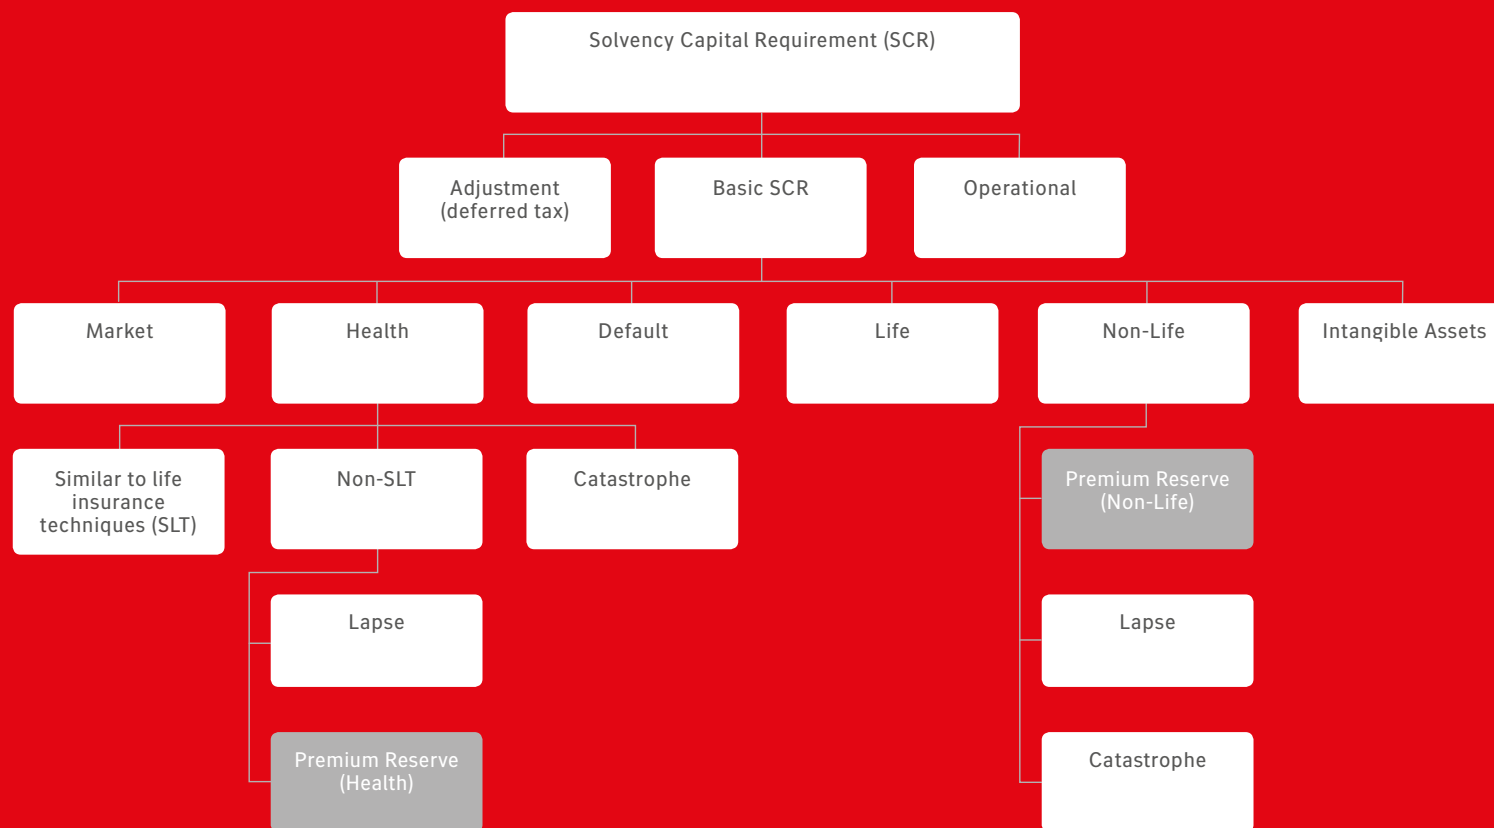 Solvency Capital Requirement (SCR)
Adjustment
(deferred tax)
Basic SCR
Operational
Market
Health
Default
Life
Non-Life
Intangible Assets
Similar to life
insurance
techniques (SLT)
Non-SLT
Catastrophe
Premium Reserve
(Non-Life)
Lapse
Lapse
Premium Reserve
(Health)
Catastrophe